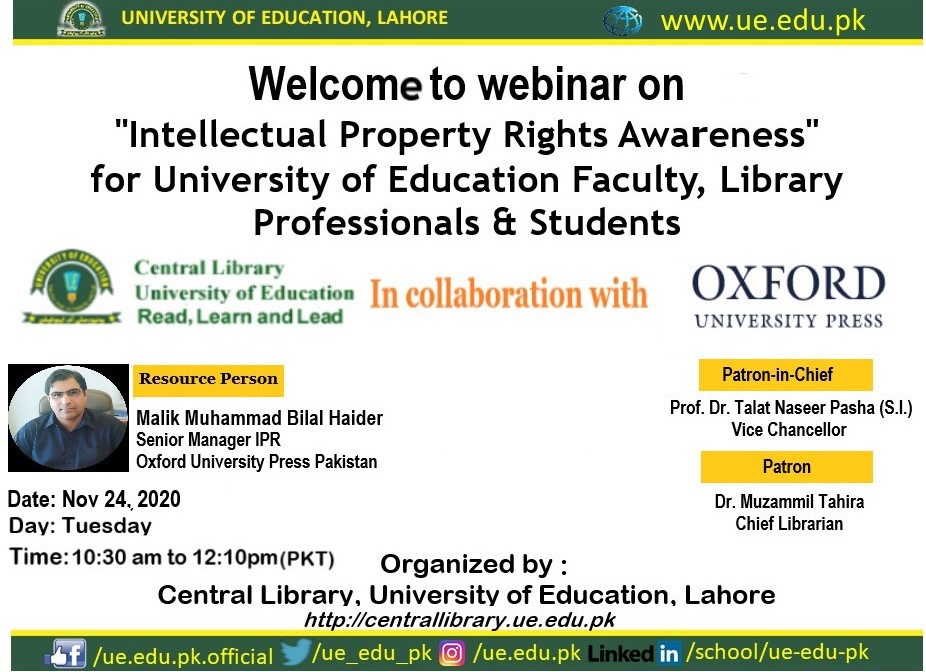 UNIVERSITY OF EDUCATION, LAHORE
www.ue.edu.pk
Welcome to webinar on
"Intellectual Property Rights Awareness"
for University of Education Faculty, Library
Professionals & Students
Central Library
University of Education
Read, Learn and Lead
In collaboration with
OXFORD
UNIVERSITY PRESS
Resource Person
Malik Muhammad Bilal Haider
Senior Manager IPR
Oxford University Press Pakistan
Patron-in-Chief
Prof. Dr. Talat Naseer Pasha (S.I.)
Vice Chancellor
Patron
Dr. Muzammil Tahira
Chief Librarian
Date: Nov 24, 2020
Day: Tuesday
Time: 10:30 am to 12:10pm (PKT)
Organized by :
Central Library, University of Education, Lahore
http://centrallibrary.ue.edu.pk
/ue.edu.pk.official /ue_edu_pk /ue.edu.pk Linked in /school/ue-edu-pk